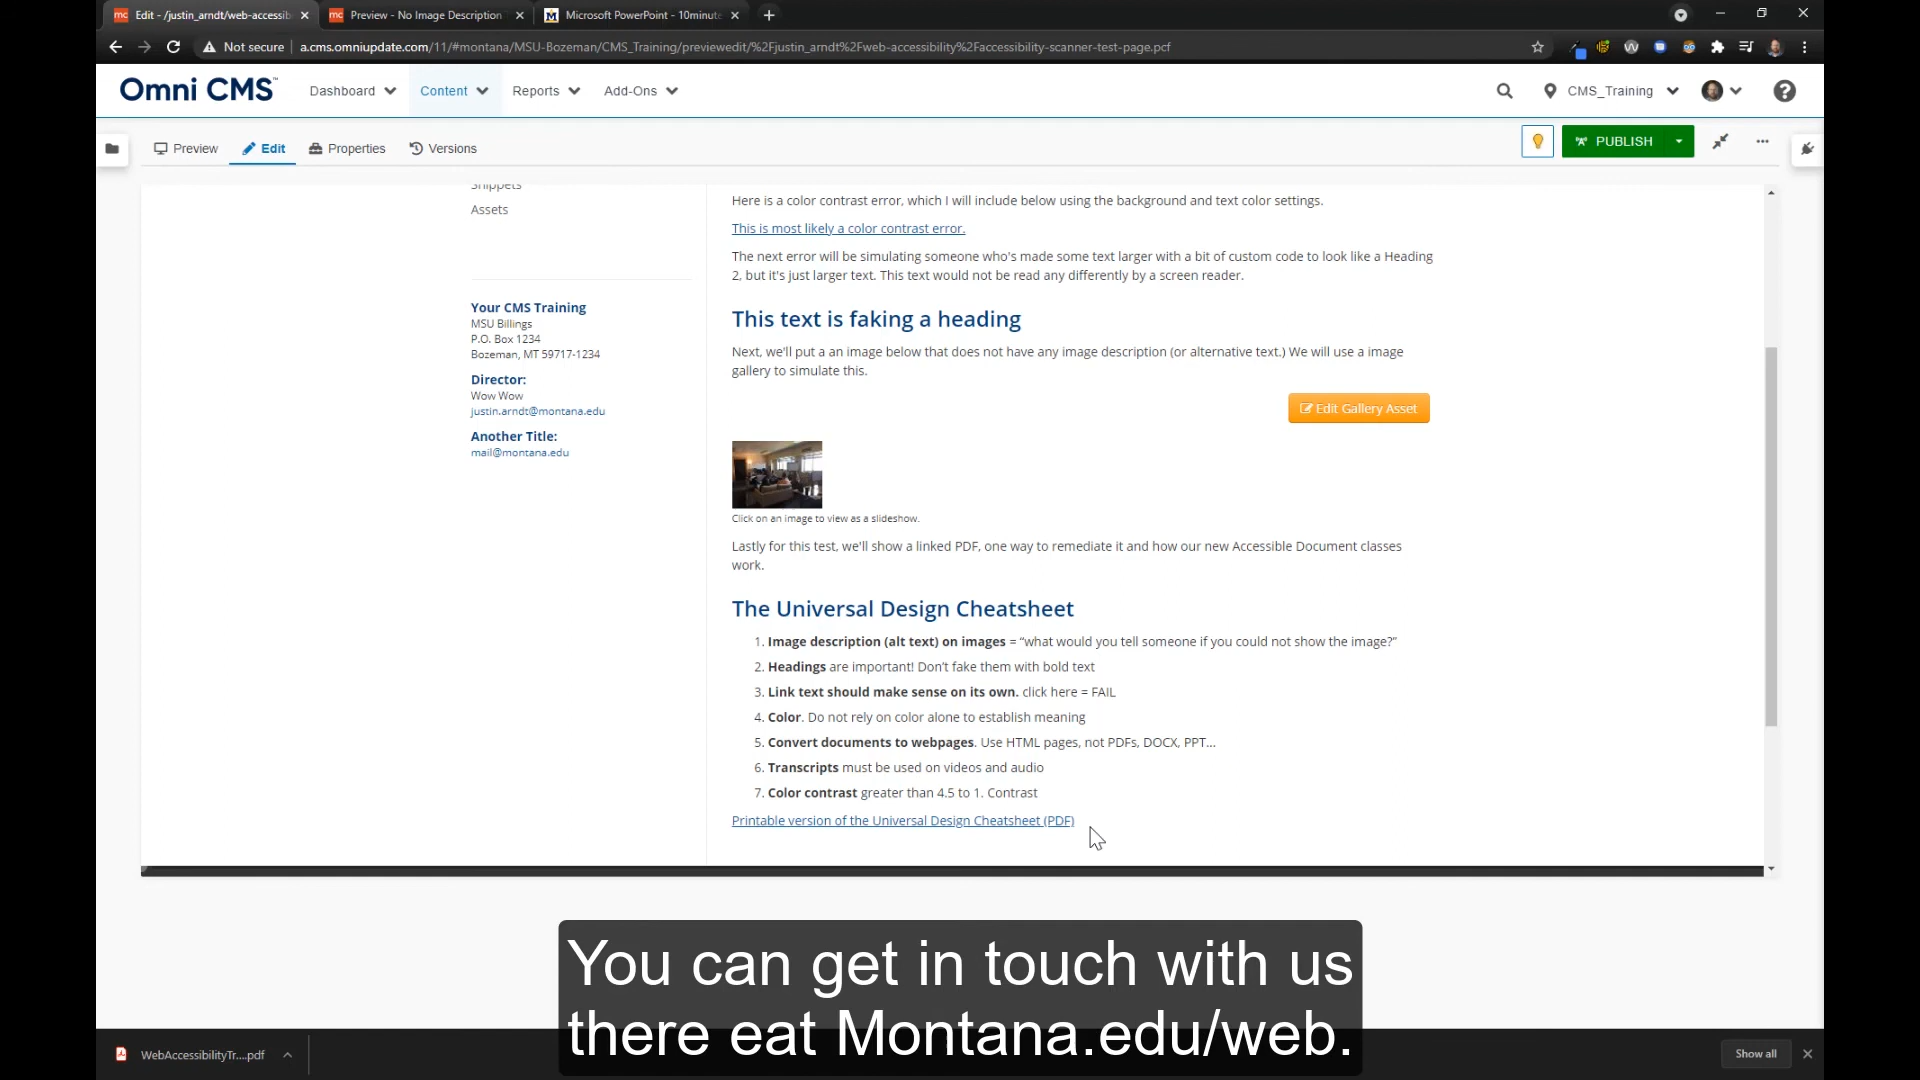 Edit - /justin_arndt/web-accessib
Preview - No Image Description
Microsoft PowerPoint - 10minute
Not secure
a.cms.omniupdate.com/11/#montana/MSU-Bozeman/CMS_Training/previewedit/%2Fjustin_arndt%2Fweb-accessibility%2Faccessibility-scanner-test-page.pcf
Omni CMS™
Dashboard
Content
Reports
Add-Ons
CMS_Training
Preview
Edit
Properties
Versions
PUBLISH
Snippets
Assets
Your CMS Training
MSU Billings
P.O. Box 1234
Bozeman, MT 59717-1234
Director:
Wow Wow
justin.arndt@montana.edu
Another Title:
mail@montana.edu
Here is a color contrast error, which I will include below using the background and text color settings.
This is most likely a color contrast error.
The next error will be simulating someone who's made some text larger with a bit of custom code to look like a Heading
2, but it's just larger text. This text would not be read any differently by a screen reader.
This text is faking a heading
Next, we'll put a an image below that does not have any image description (or alternative text.) We will use a image
gallery to simulate this.
Edit Gallery Asset
Click on an image to view as a slideshow.
Lastly for this test, we'll show a linked PDF, one way to remediate it and how our new Accessible Document classes
work.
The Universal Design Cheatsheet
1. Image description (alt text) on images = “what would you tell someone if you could not show the image?”
2. Headings are important! Don’t fake them with bold text
3. Link text should make sense on its own. click here = FAIL
4. Color. Do not rely on color alone to establish meaning
5. Convert documents to webpages. Use HTML pages, not PDFs, DOCX, PPT...
6. Transcripts must be used on videos and audio
7. Color contrast greater than 4.5 to 1. Contrast
Printable version of the Universal Design Cheatsheet (PDF)
You can get in touch with us
there eat Montana.edu/web.
WebAccessibilityTr....pdf
Show all